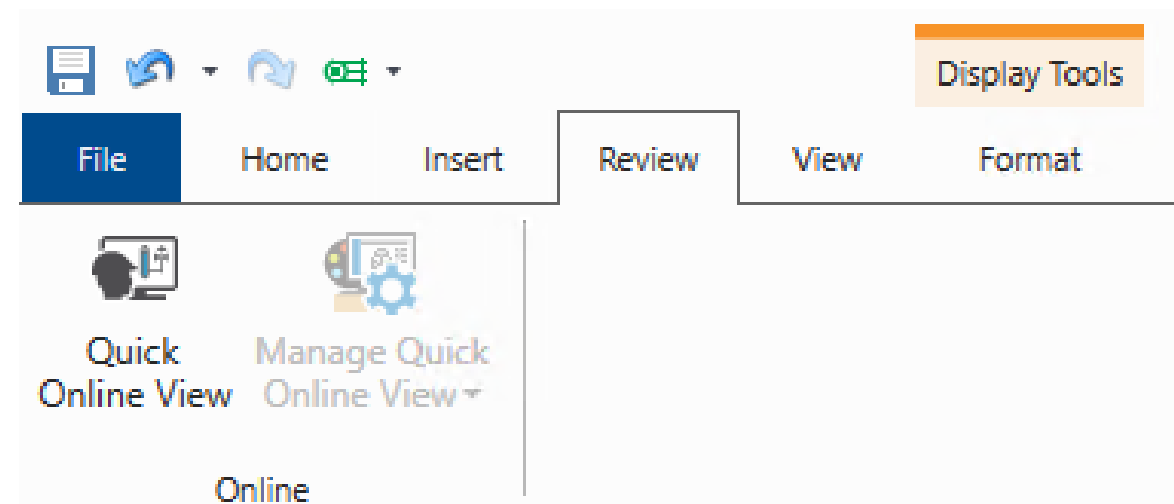 Display Tools
File Home Insert Review View Format
Quick Manage Quick
Online View Online View
Online